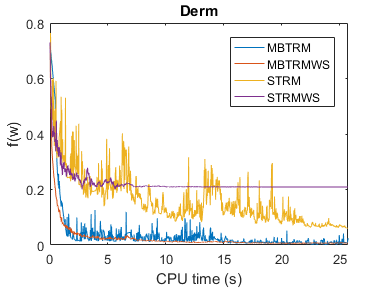 Derm
f(w)
0.8
0.6
0.4
0.2
0
MBTRM
MBTRMWS
STRM
STRMWS
0 5 10 15 20 25
CPU time (s)